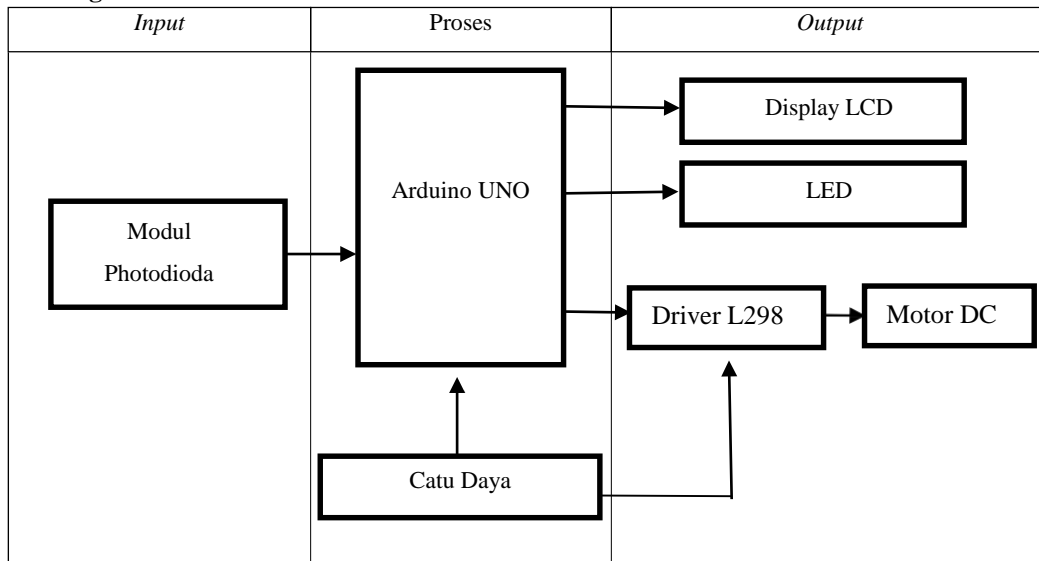 Input
Proses
Output
Display LCD
Arduino UNO
LED
Modul
Photodioda
Driver L298
Motor DC
Catu Daya